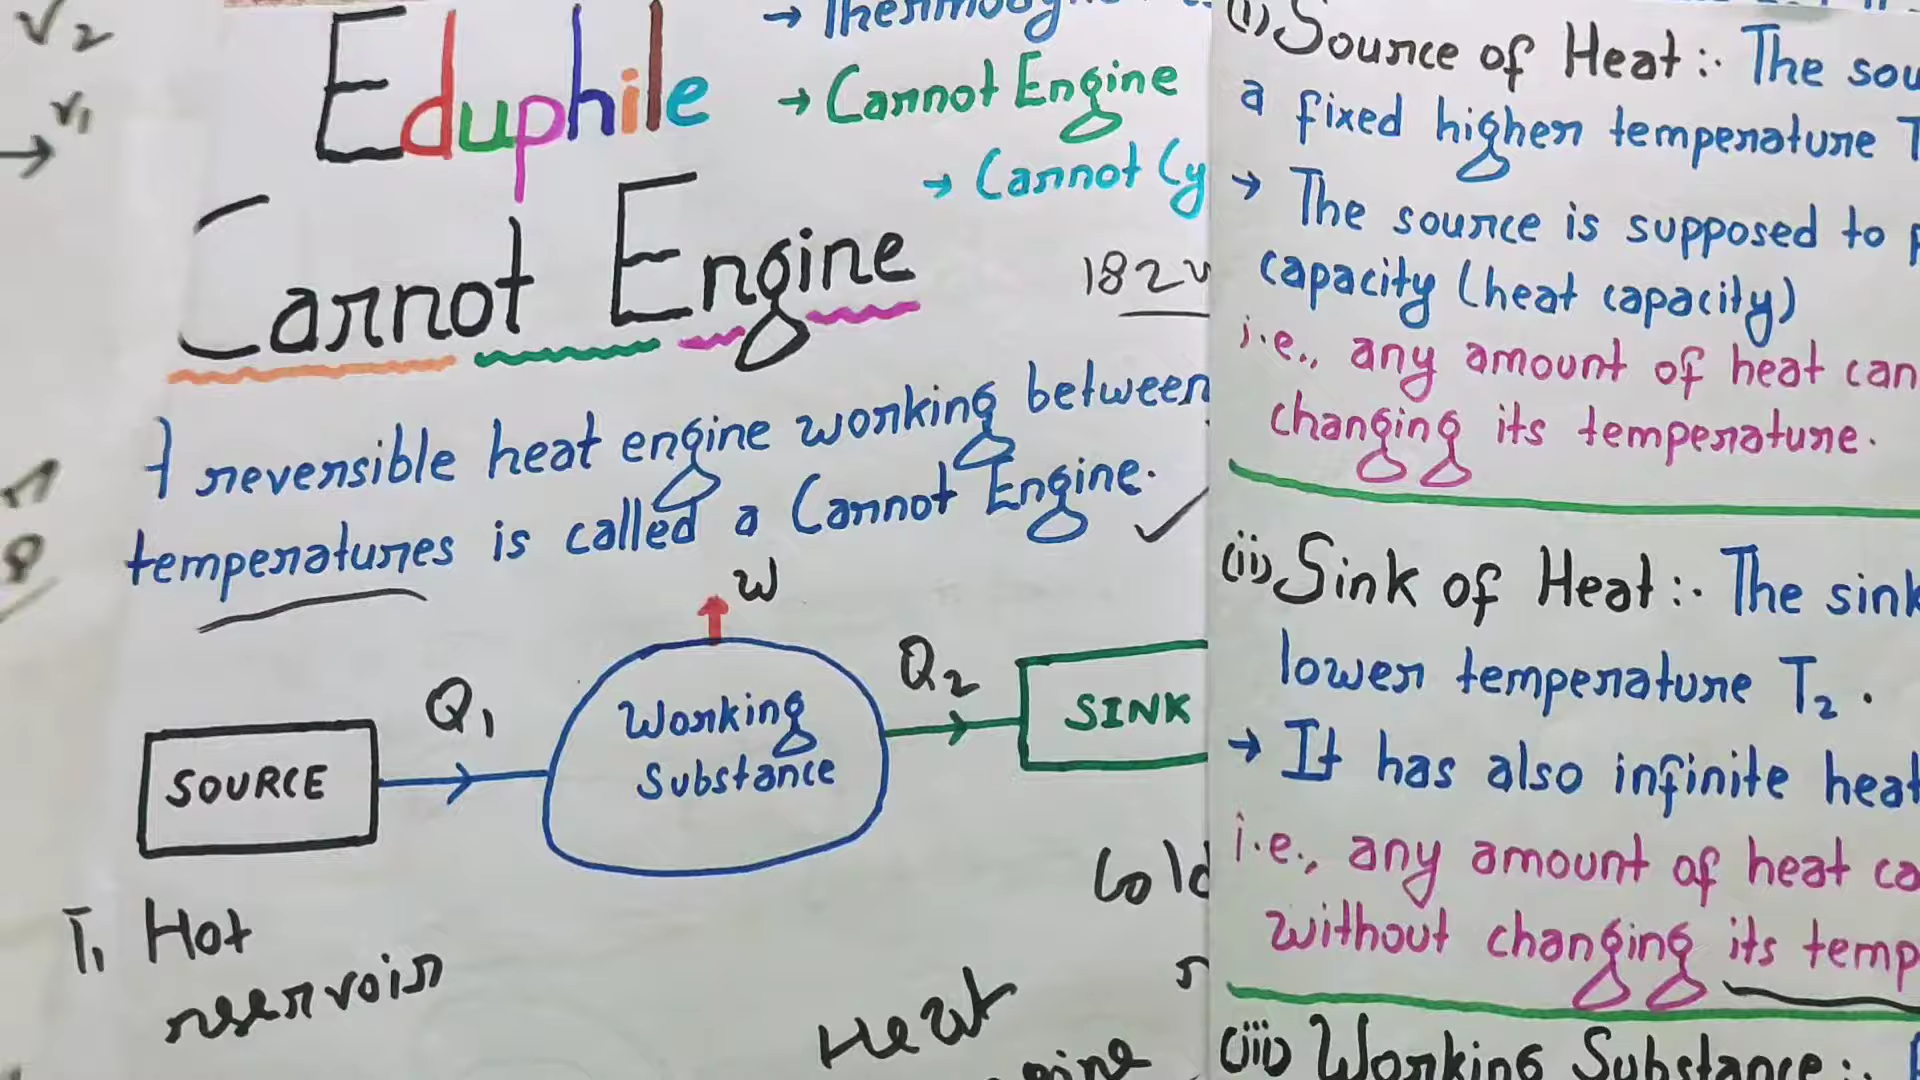 V2
r1
Eduphile
→ Carnot Engine
→ Carnot Cy
Carnot Engine
182
A reversible heat engine working between
temperatures is called a Carnot Engine.
W
Q1
Q2
SOURCE
Working
Substance
SINK
T1 Hot
reservoir
Cold
Heat
(i) Source of Heat:. The sou
a fixed higher temperature T
→ The source is supposed to p
capacity (heat capacity)
i.e., any amount of heat can
changing its temperature.
(ii) Sink of Heat:. The sink
lower temperature T2.
→ It has also infinite heat
i.e., any amount of heat ca
without changing its temp
(iii) Working Substance:.